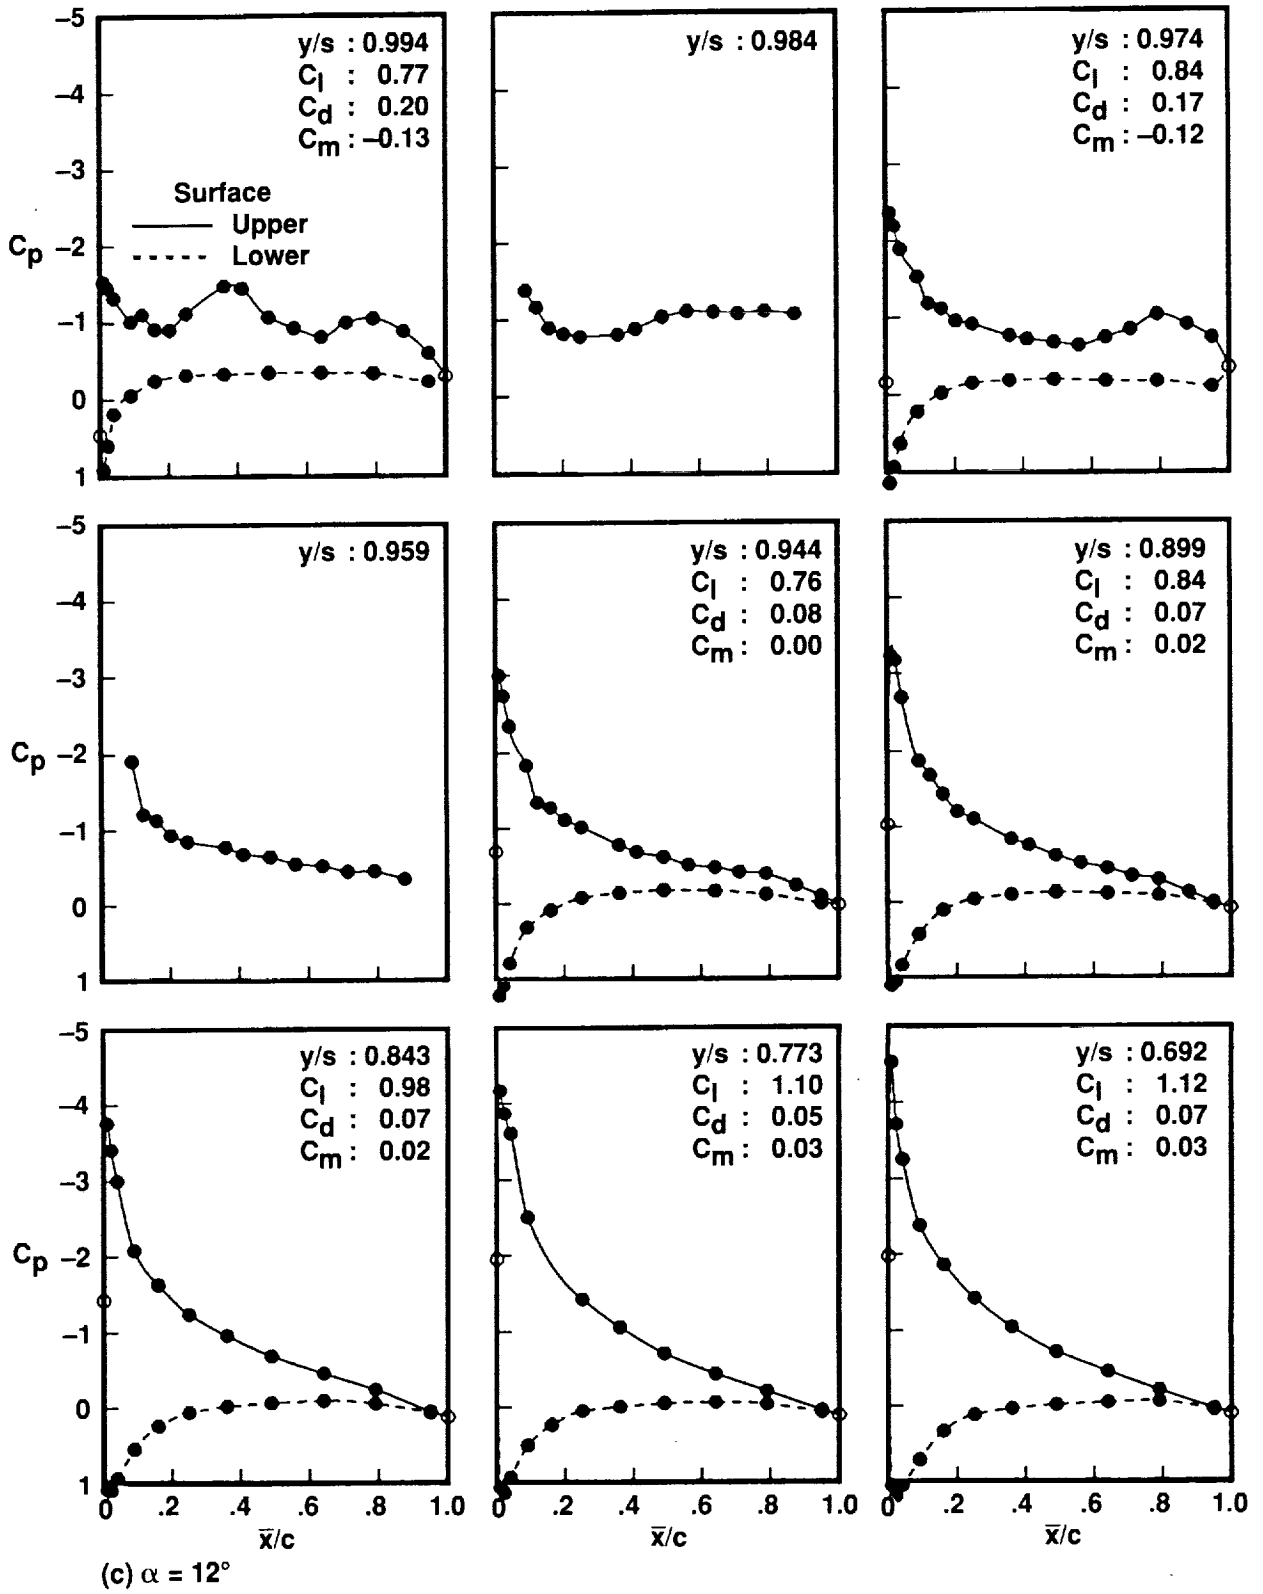 –5
–4
–3
–2
–1
0
1
Cp
y/s : 0.994
Cl : 0.77
Cd : 0.20
Cm : –0.13
Surface
Upper
Lower
y/s : 0.984
y/s : 0.974
Cl : 0.84
Cd : 0.17
Cm : –0.12
–5
–4
–3
–2
–1
0
1
Cp
y/s : 0.959
y/s : 0.944
Cl : 0.76
Cd : 0.08
Cm : 0.00
y/s : 0.899
Cl : 0.84
Cd : 0.07
Cm : 0.02
–5
–4
–3
–2
–1
0
1
Cp
y/s : 0.843
Cl : 0.98
Cd : 0.07
Cm : 0.02
y/s : 0.773
Cl : 1.10
Cd : 0.05
Cm : 0.03
y/s : 0.692
Cl : 1.12
Cd : 0.07
Cm : 0.03
0 .2 .4 .6 .8 1.0
x̄/c
0 .2 .4 .6 .8 1.0
x̄/c
0 .2 .4 .6 .8 1.0
x̄/c
(c) α = 12°